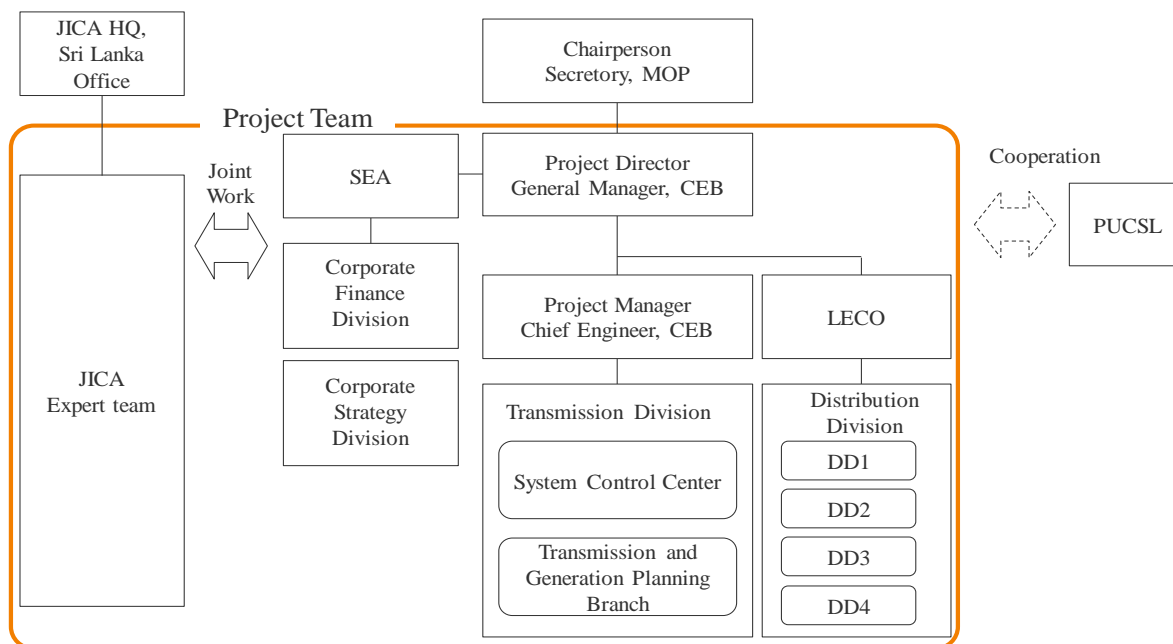 JICA HQ,
Sri Lanka
Office
Chairperson
Secretory, MOP
Project Team
JICA
Expert team
Joint
Work
SEA
Project Director
General Manager, CEB
Cooperation
PUCSL
Corporate
Finance
Division
Project Manager
Chief Engineer, CEB
LECO
Corporate
Strategy
Division
Transmission Division
System Control Center
Transmission and
Generation Planning
Branch
Distribution
Division
DD1
DD2
DD3
DD4